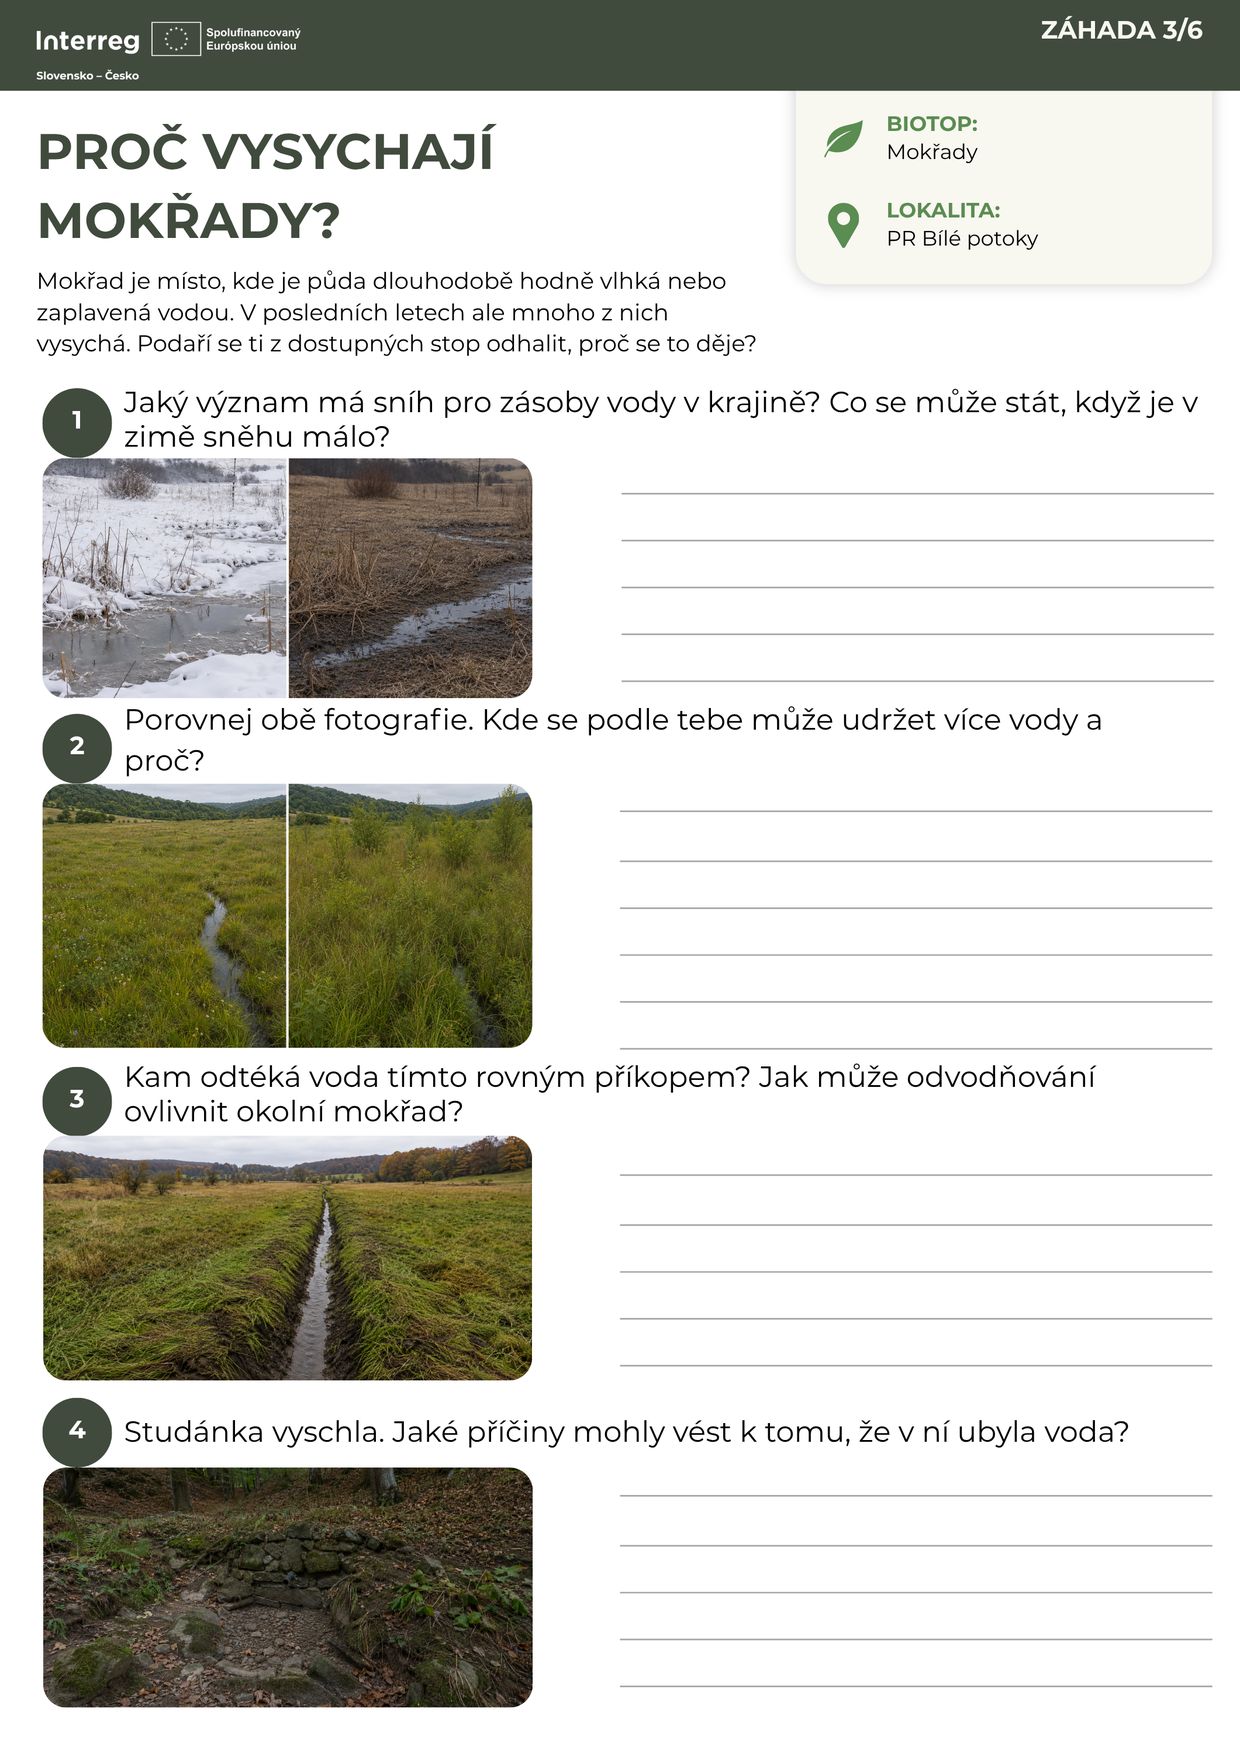 Interreg
Spolufinancovaný
Európskou úniou
Slovensko – Česko
ZÁHADA 3/6
PROČ VYSYCHAJÍ
MOKŘADY?
BIOTOP:
Mokřady
LOKALITA:
PR Bílé potoky
Mokřad je místo, kde je půda dlouhodobě hodně vlhká nebo
zaplavená vodou. V posledních letech ale mnoho z nich
vysychá. Podaří se ti z dostupných stop odhalit, proč se to děje?
1
Jaký význam má sníh pro zásoby vody v krajině? Co se může stát, když je v
zimě sněhu málo?
2
Porovnej obě fotografie. Kde se podle tebe může udržet více vody a
proč?
3
Kam odtéká voda tímto rovným příkopem? Jak může odvodňování
ovlivnit okolní mokřad?
4
Studánka vyschla. Jaké příčiny mohly vést k tomu, že v ní ubyla voda?